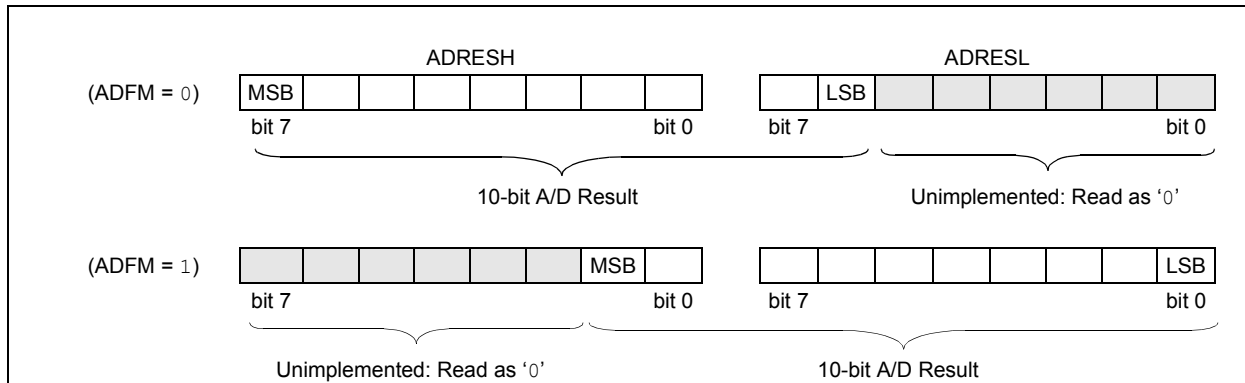 ADRESH ADRESL
(ADFM = 0) MSB LSB
bit 7 bit 0 bit 7 bit 0
10-bit A/D Result Unimplemented: Read as ‘0’
(ADFM = 1) MSB LSB
bit 7 bit 0 bit 7 bit 0
Unimplemented: Read as ‘0’ 10-bit A/D Result